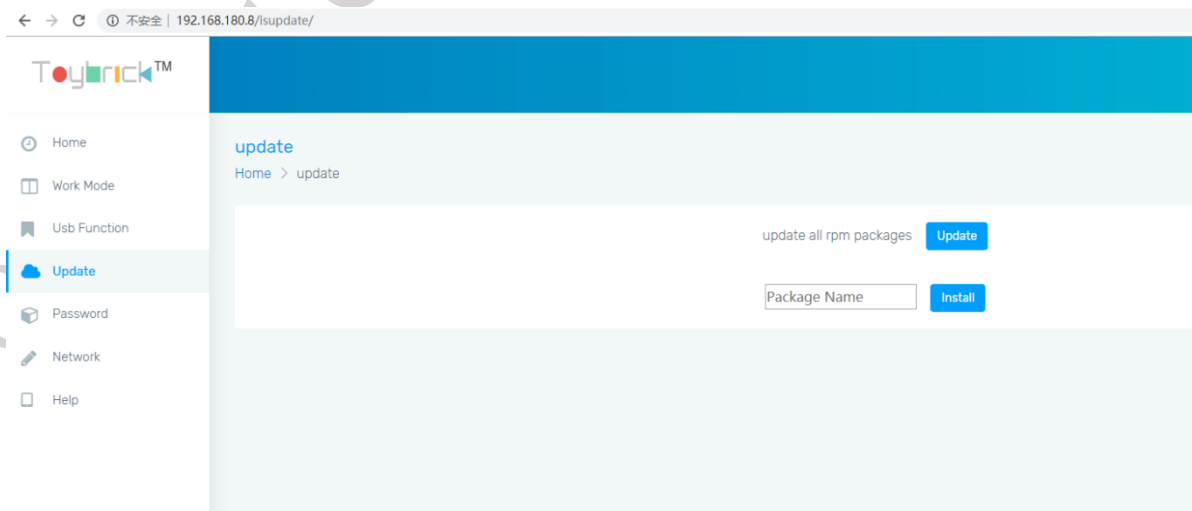 不安全 | 192.168.180.8/isupdate/
Toybrick™
Home
Work Mode
Usb Function
Update
Password
Network
Help
update
Home > update
update all rpm packages Update
Package Name Install